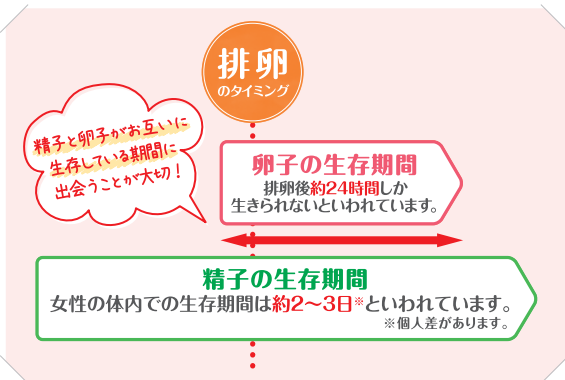 排卵
のタイミング
精子と卵子がお互いに
生存している期間に
出会うことが大切！
卵子の生存期間
排卵後約24時間しか
生きられないといわれています。
精子の生存期間
女性の体内での生存期間は約2～3日※といわれています。
※個人差があります。